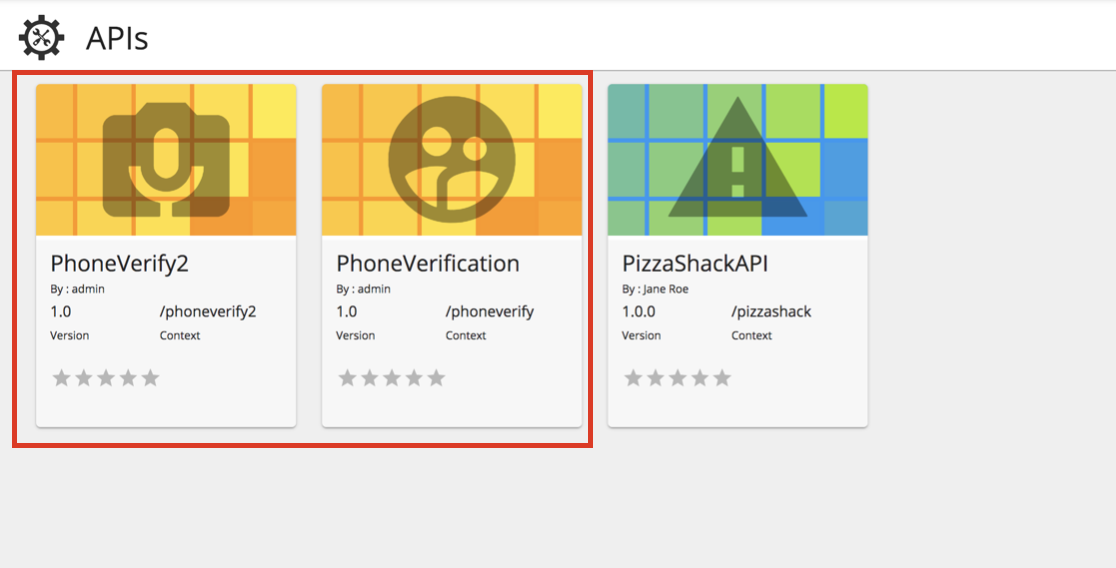 APIs
PhoneVerify2
By : admin
1.0 /phoneverify2
Version Context
PhoneVerification
By : admin
1.0 /phoneverify
Version Context
PizzaShackAPI
By : Jane Roe
1.0.0 /pizzashack
Version Context